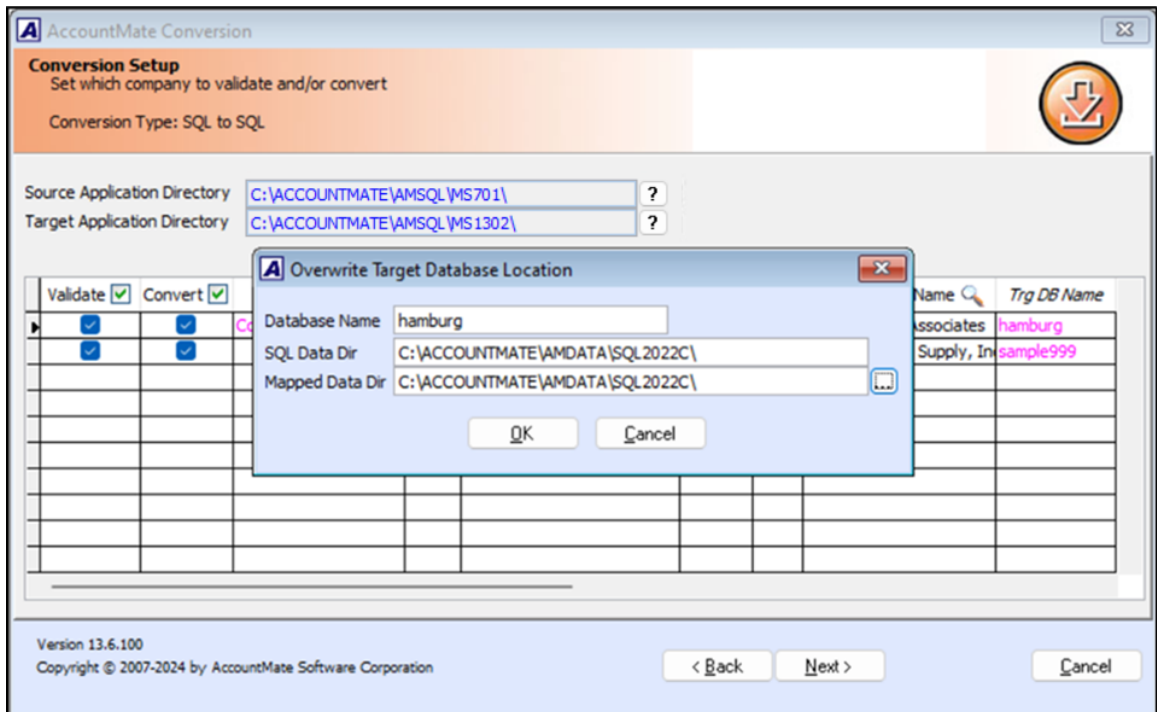 AccountMate Conversion
Conversion Setup
Set which company to validate and/or convert
Conversion Type: SQL to SQL
Source Application Directory C:\ACCOUNTMATE\AMSQL\MS701\ ?
Target Application Directory C:\ACCOUNTMATE\AMSQL\MS1302\ ?
Overwrite Target Database Location
Validate Convert Name Trg DB Name
Database Name hamburg
hamburg
SQL Data Dir C:\ACCOUNTMATE\AMDATA\SQL2022C\
Supply, sample999
Mapped Data Dir C:\ACCOUNTMATE\AMDATA\SQL2022C\ ...
OK Cancel
Version 13.6.100
Copyright © 2007-2024 by AccountMate Software Corporation
< Back Next > Cancel